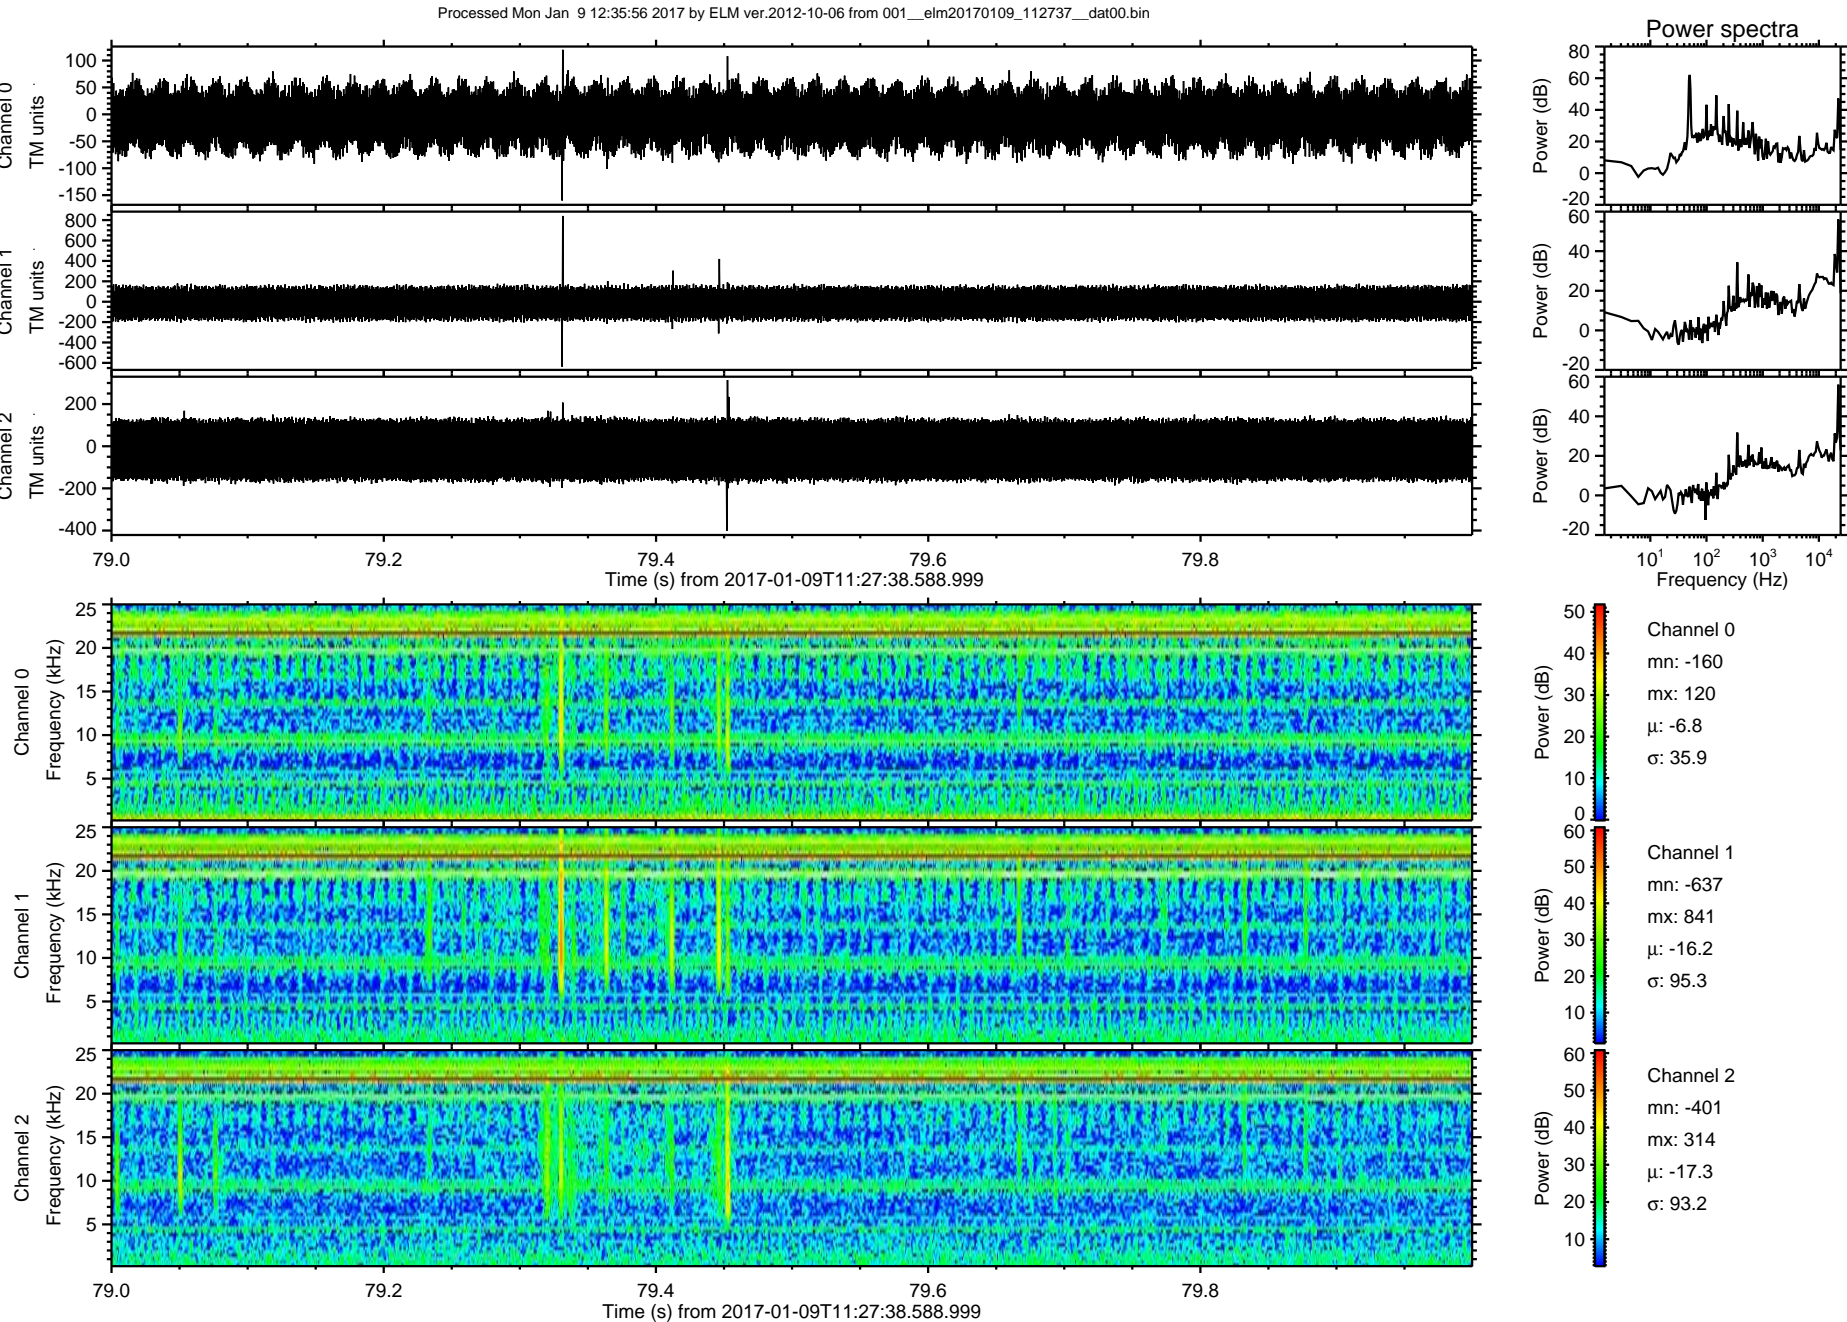 Processed Mon Jan  9 12:35:56 2017 by ELM ver.2012-10-06 from 001__elm20170109_112737__dat00.bin
Power spectra
Channel 0
TM units
100
50
0
-50
-100
-150
Power (dB)
80
60
40
20
0
-20
Channel 1
TM units
800
600
400
200
0
-200
-400
-600
Power (dB)
60
40
20
0
-20
Channel 2
TM units
200
0
-200
-400
Power (dB)
60
40
20
0
-20
79.0 79.2 79.4 79.6 79.8
Time (s) from 2017-01-09T11:27:38.588.999
10^1 10^2 10^3 10^4
Frequency (Hz)
Channel 0
Frequency (kHz)
25
20
15
10
5
Power (dB)
50
40
30
20
10
0
Channel 0
mn: -160
mx: 120
μ: -6.8
σ: 35.9
Channel 1
Frequency (kHz)
25
20
15
10
5
Power (dB)
60
50
40
30
20
10
Channel 1
mn: -637
mx: 841
μ: -16.2
σ: 95.3
Channel 2
Frequency (kHz)
25
20
15
10
5
Power (dB)
60
50
40
30
20
10
Channel 2
mn: -401
mx: 314
μ: -17.3
σ: 93.2
79.0 79.2 79.4 79.6 79.8
Time (s) from 2017-01-09T11:27:38.588.999